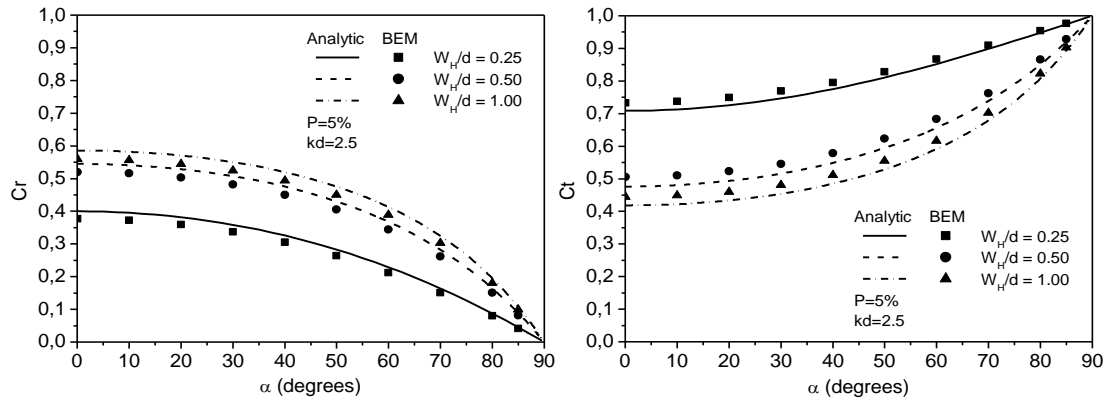 Analytic BEM
W_H/d = 0.25
W_H/d = 0.50
W_H/d = 1.00
P=5%
kd=2.5
1,0
0,9
0,8
0,7
0,6
0,5
0,4
0,3
0,2
0,1
0,0
Cr
0 10 20 30 40 50 60 70 80 90
α (degrees)
1,0
0,9
0,8
0,7
0,6
0,5
0,4
0,3
0,2
0,1
0,0
Ct
Analytic BEM
W_H/d = 0.25
W_H/d = 0.50
W_H/d = 1.00
P=5%
kd=2.5
0 10 20 30 40 50 60 70 80 90
α (degrees)